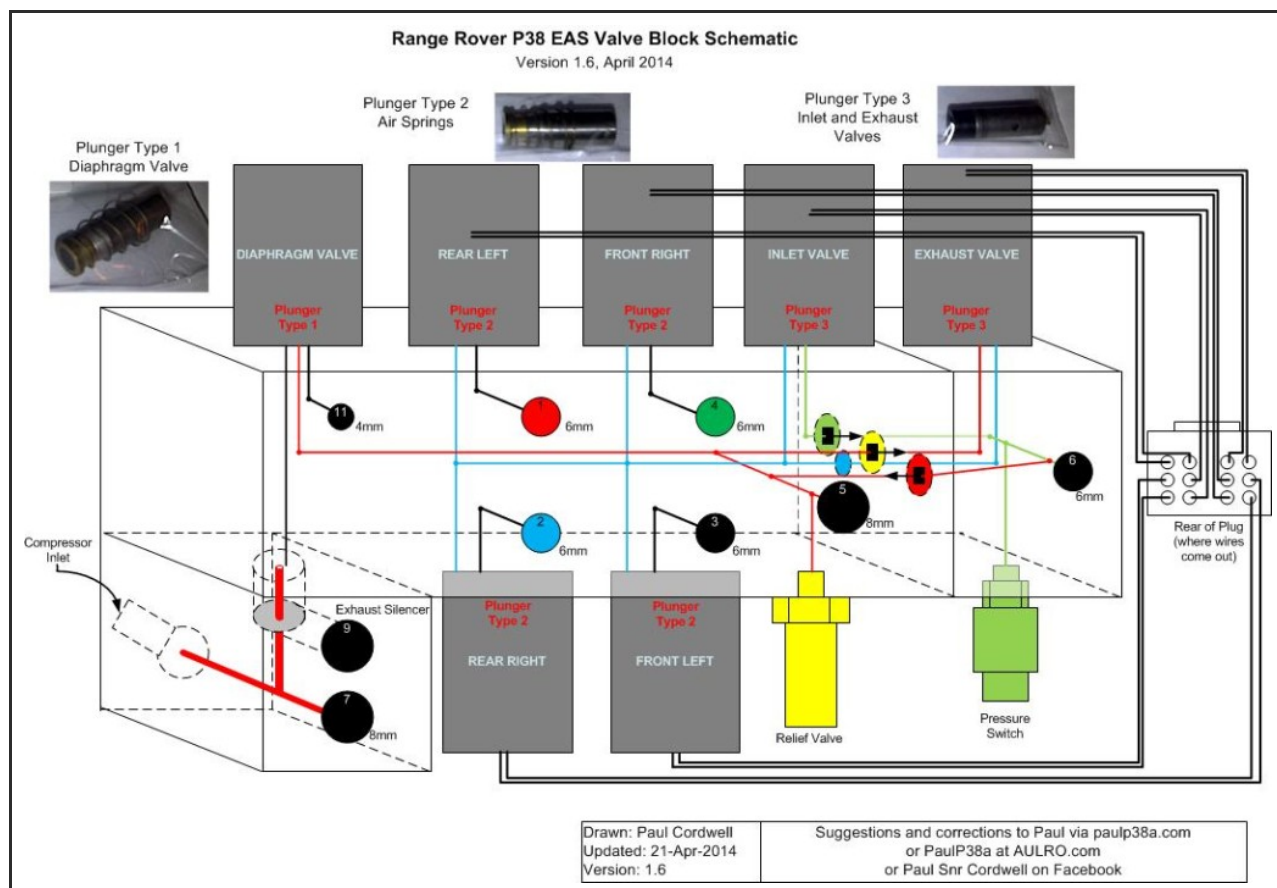 Range Rover P38 EAS Valve Block Schematic
Version 1.6, April 2014
Plunger Type 1
Diaphragm Valve
Plunger Type 2
Air Springs
Plunger Type 3
Inlet and Exhaust
Valves
DIAPHRAGM VALVE
REAR LEFT
FRONT RIGHT
INLET VALVE
EXHAUST VALVE
Plunger
Type 1
Plunger
Type 2
Plunger
Type 2
Plunger
Type 3
Plunger
Type 3
11
4mm
1
6mm
4
6mm
6
6mm
5
8mm
2
6mm
3
6mm
Rear of Plug
(where wires
come out)
Compressor
Inlet
Exhaust Silencer
9
7
8mm
Plunger
Type 2
REAR RIGHT
Plunger
Type 2
FRONT LEFT
Relief Valve
Pressure
Switch
Drawn: Paul Cordwell
Updated: 21-Apr-2014
Version: 1.6
Suggestions and corrections to Paul via paulp38a.com
or PaulP38a at AULRO.com
or Paul Snr Cordwell on Facebook